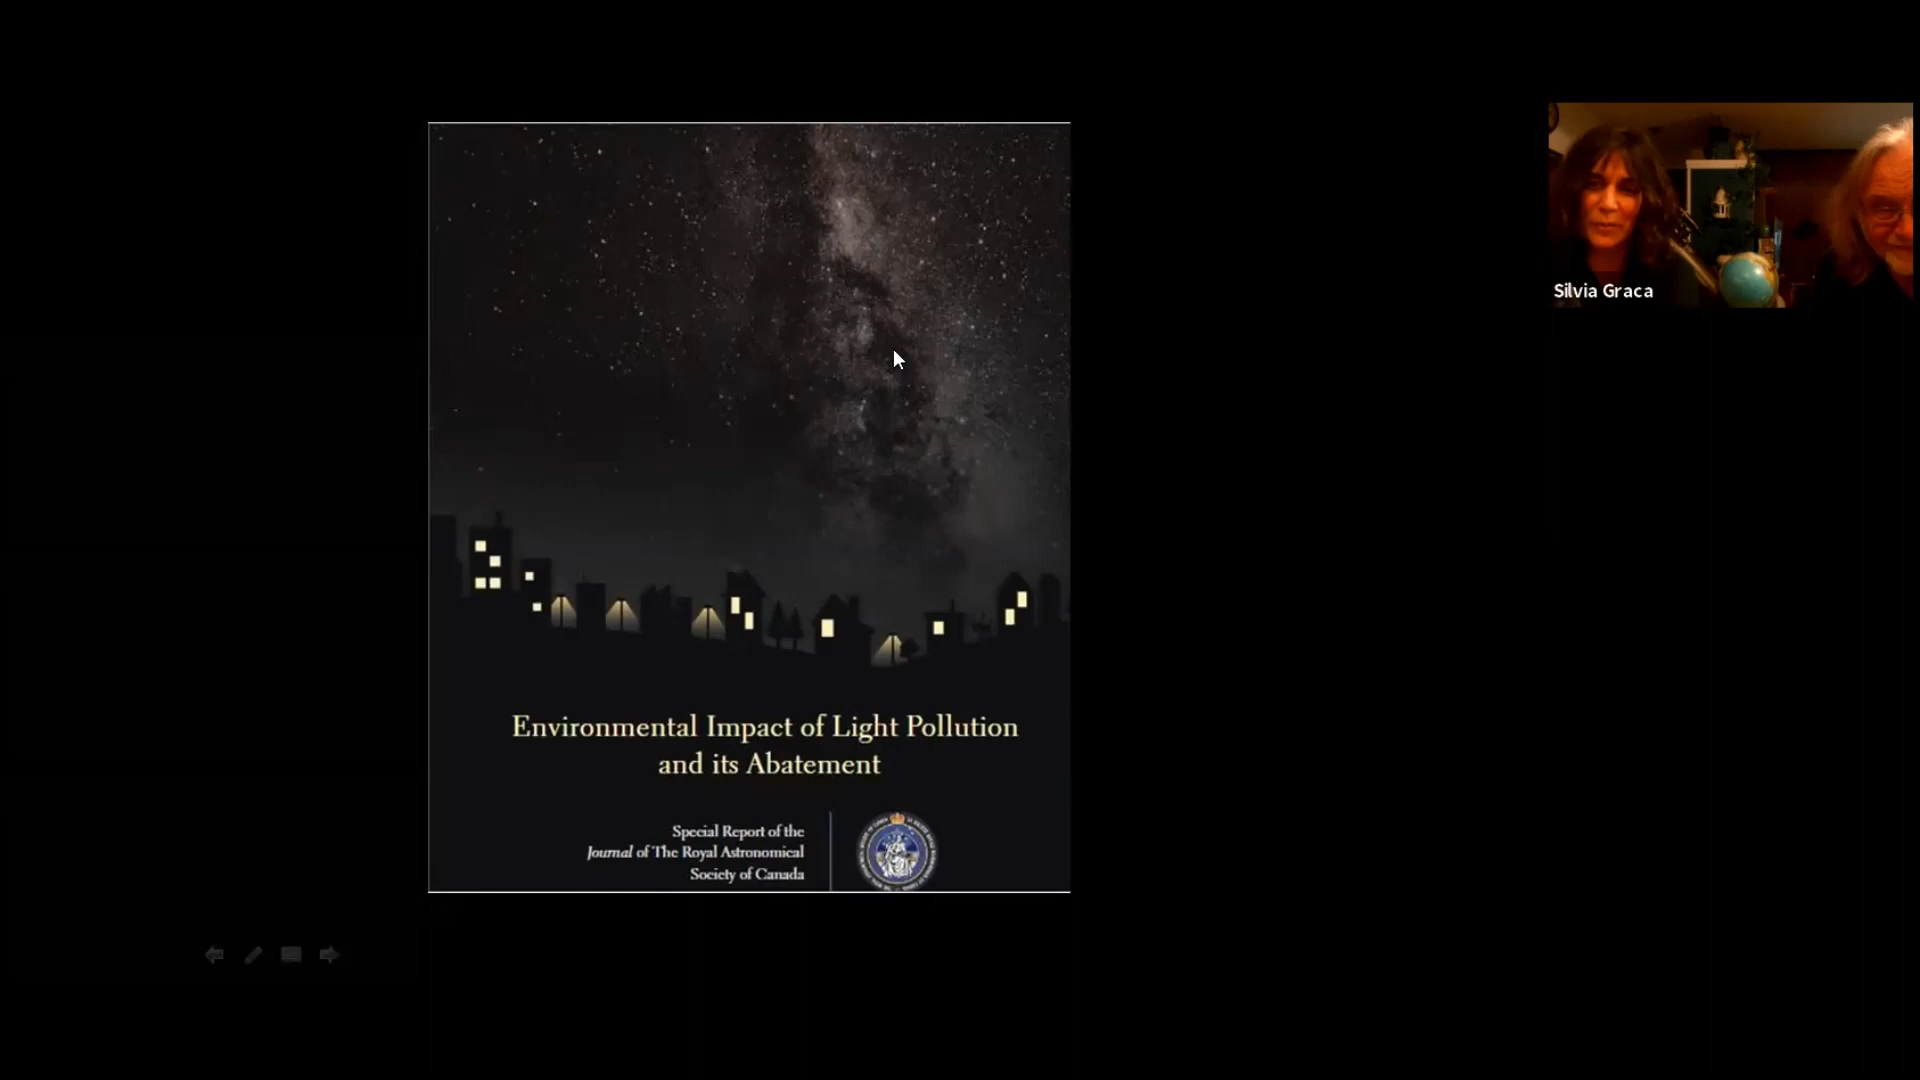 Silvia Graca
Environmental Impact of Light Pollution
and its Abatement
Special Report of the
Journal of The Royal Astronomical
Society of Canada